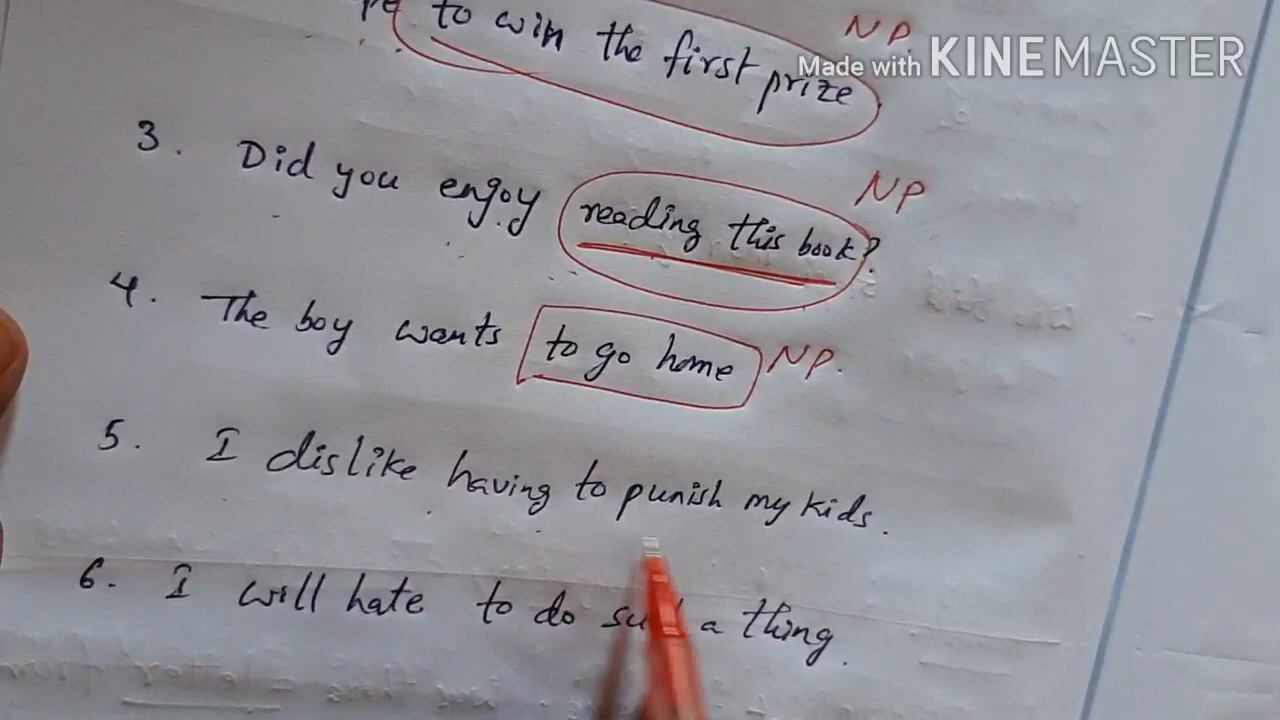 to win the first prize NP.
Made with KINEMASTER
3. Did you enjoy reading this book? NP
4. The boy wants to go home NP.
5. I dislike having to punish my kids.
6. I will hate to do a thing.